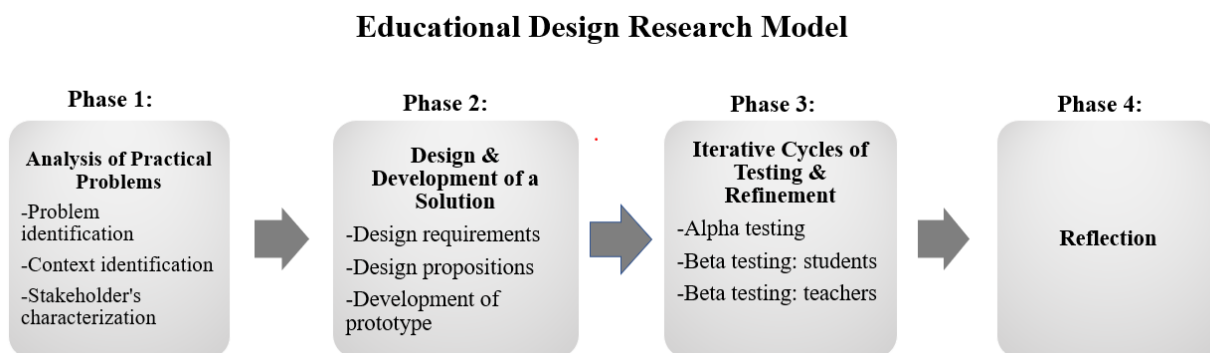 Educational Design Research Model
Phase 1:
Analysis of Practical
Problems
-Problem
identification
-Context identification
-Stakeholder's
characterization
Phase 2:
Design &
Development of a
Solution
-Design requirements
-Design propositions
-Development of
prototype
Phase 3:
Iterative Cycles of
Testing &
Refinement
-Alpha testing
-Beta testing: students
-Beta testing: teachers
Phase 4:
Reflection